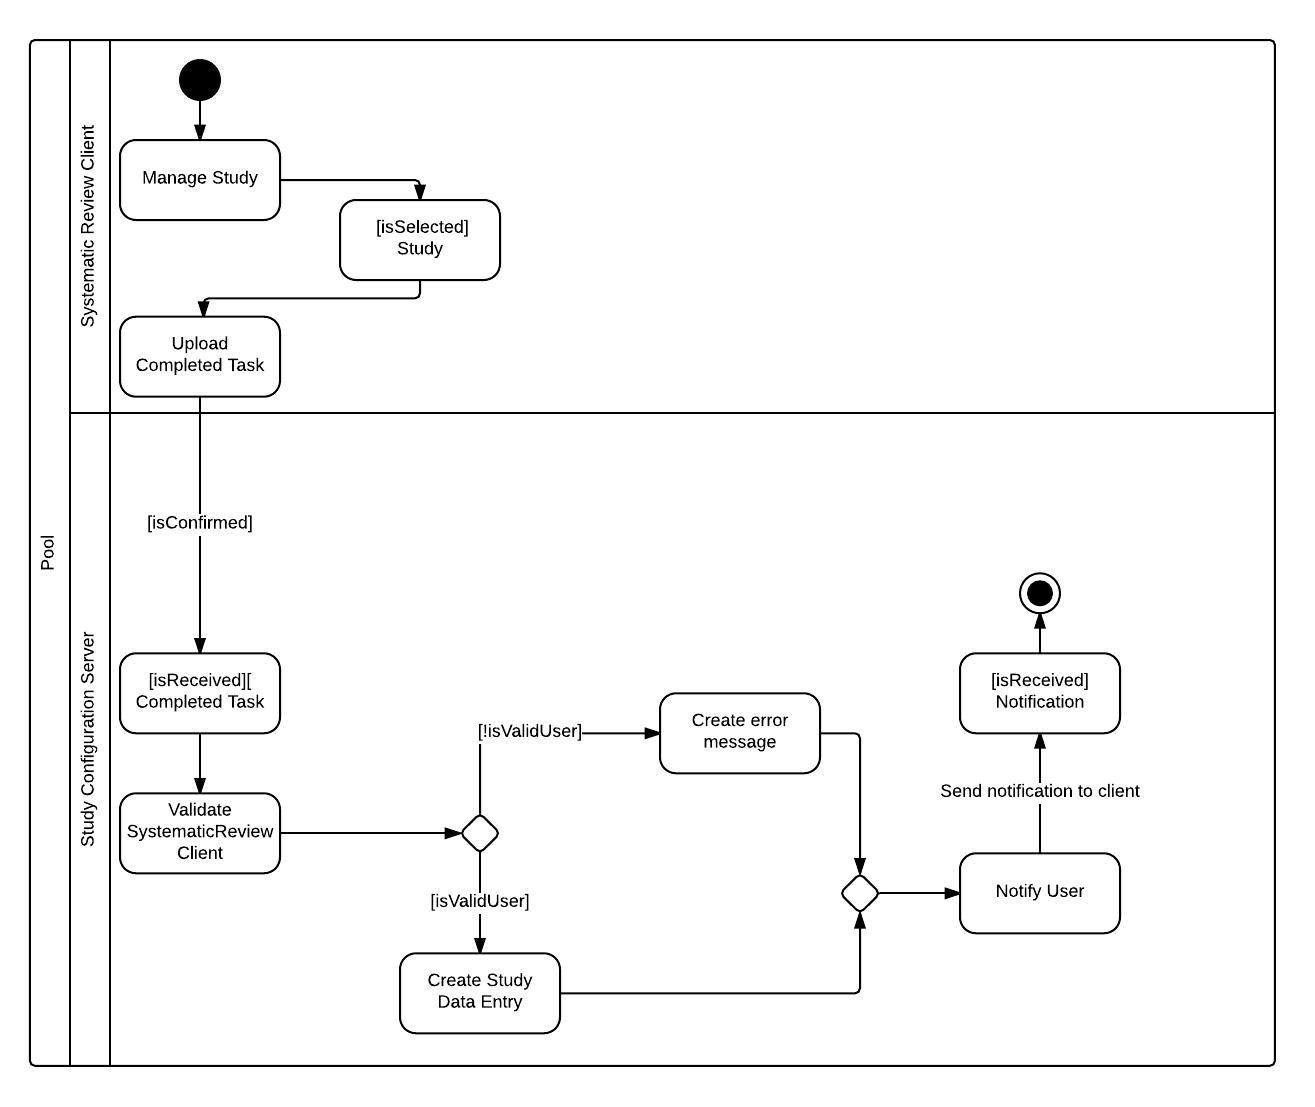 Pool
Systematic Review Client
Manage Study
[isSelected]
Study
Upload
Completed Task
Study Configuration Server
[isConfirmed]
[isReceived][
Completed Task
Validate
SystematicReview
Client
[!isValidUser]
Create error
message
[isValidUser]
Create Study
Data Entry
Notify User
Send notification to client
[isReceived]
Notification